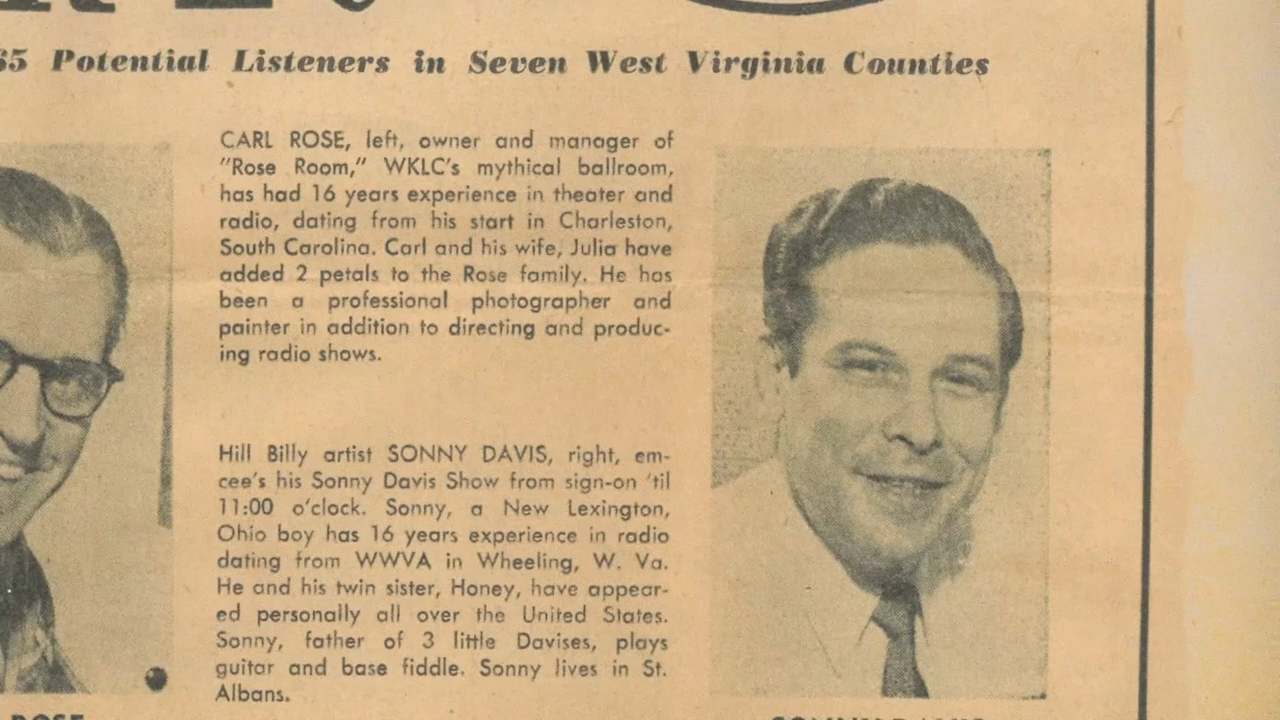 65 Potential Listeners in Seven West Virginia Counties
CARL ROSE, left, owner and manager of
"Rose Room," WKLC's mythical ballroom,
has had 16 years experience in theater and
radio, dating from his start in Charleston,
South Carolina. Carl and his wife, Julia have
added 2 petals to the Rose family. He has
been a professional photographer and
painter in addition to directing and produc-
ing radio shows.
Hill Billy artist SONNY DAVIS, right, em-
cee's his Sonny Davis Show from sign-on 'til
11:00 o'clock. Sonny, a New Lexington,
Ohio boy has 16 years experience in radio
dating from WWVA in Wheeling, W. Va.
He and his twin sister, Honey, have appear-
ed personally all over the United States.
Sonny, father of 3 little Davises, plays
guitar and base fiddle. Sonny lives in St.
Albans.
ROSE
SONNY DAVIS